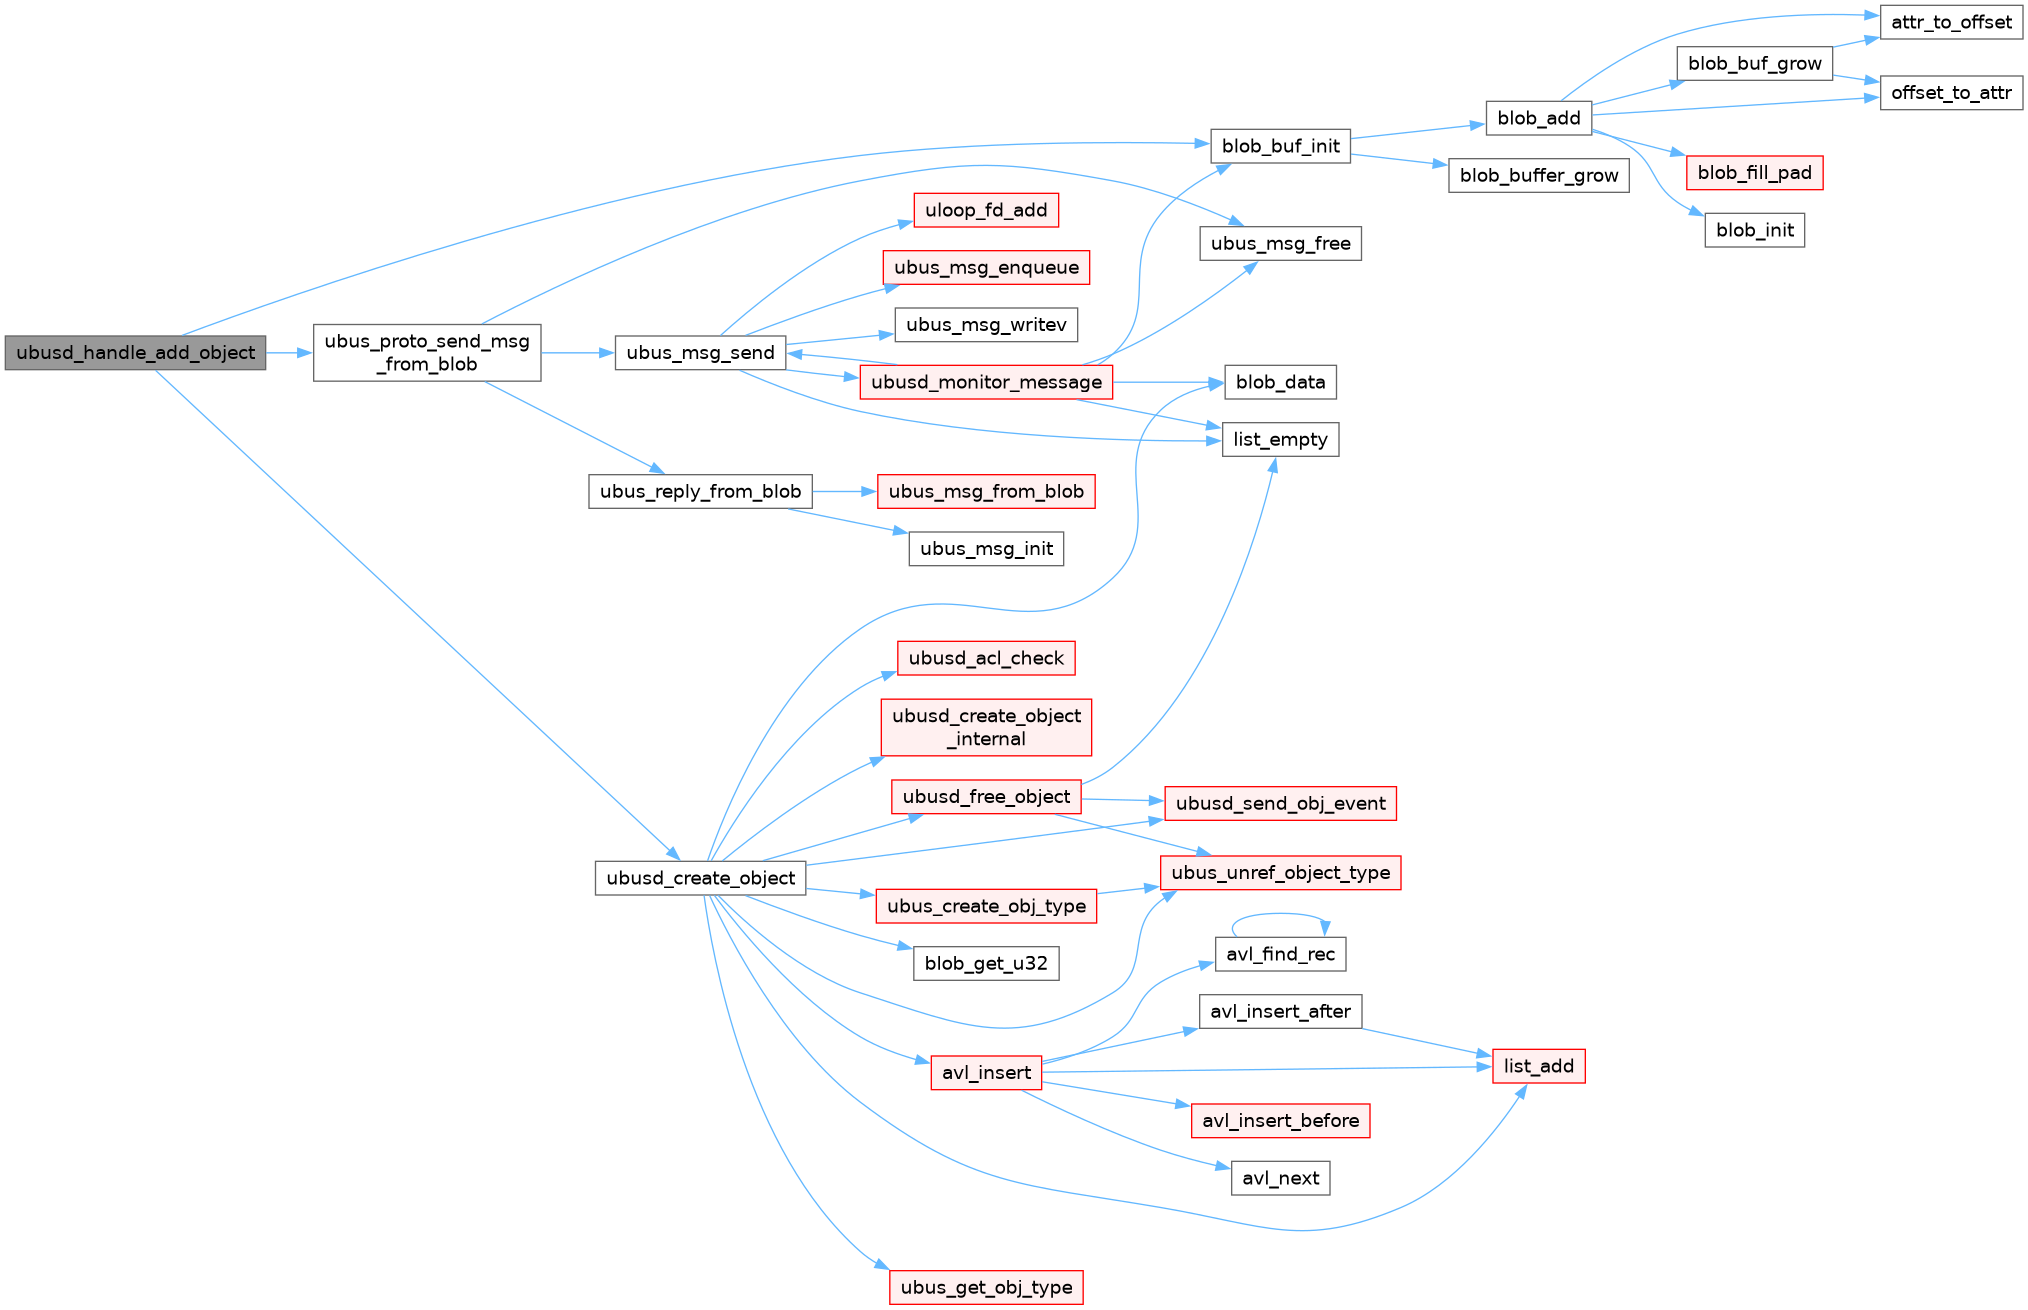 ubusd_handle_add_object
ubus_proto_send_msg
_from_blob
ubus_msg_send
ubus_reply_from_blob
ubusd_create_object
uloop_fd_add
ubus_msg_enqueue
ubus_msg_writev
ubusd_monitor_message
ubus_msg_from_blob
ubus_msg_init
ubusd_acl_check
ubusd_create_object
_internal
ubusd_free_object
ubus_create_obj_type
blob_get_u32
avl_insert
ubus_get_obj_type
blob_buf_init
ubus_msg_free
blob_data
list_empty
ubusd_send_obj_event
ubus_unref_object_type
avl_find_rec
avl_insert_after
avl_insert_before
avl_next
blob_add
blob_buffer_grow
list_add
blob_buf_grow
blob_fill_pad
blob_init
attr_to_offset
offset_to_attr